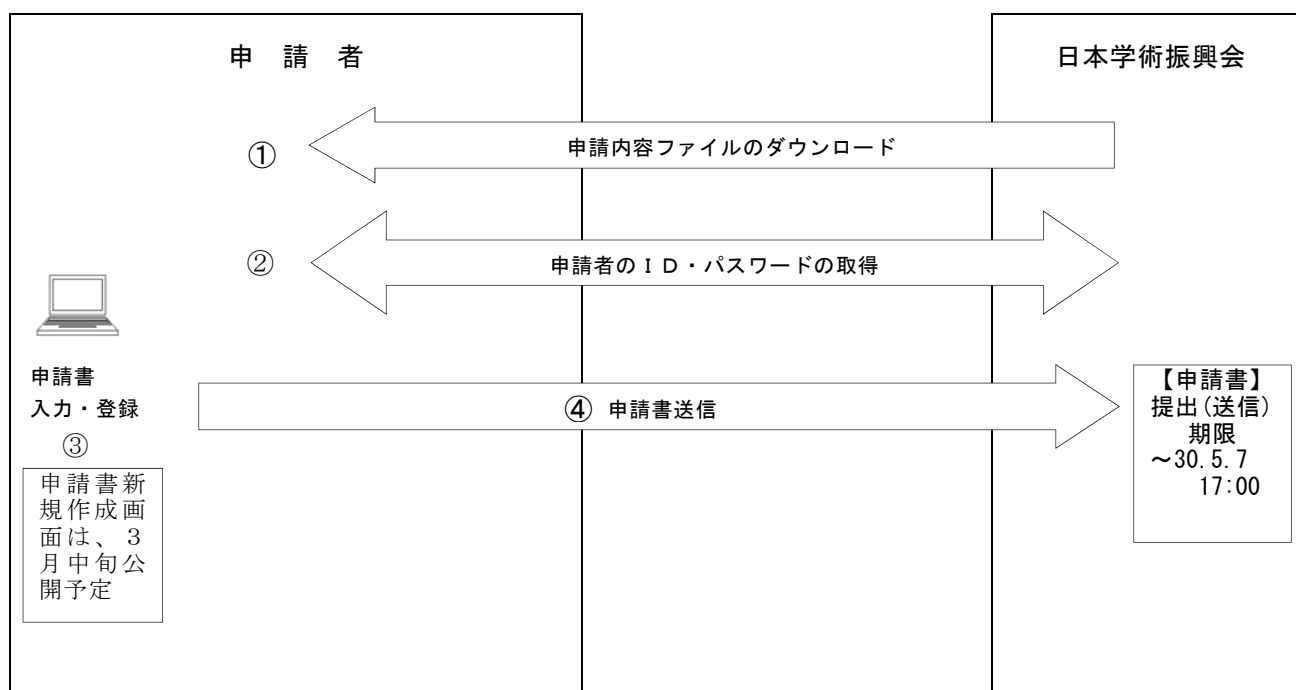 申　請　者
日本学術振興会
①
申請内容ファイルのダウンロード
②
申請者のＩＤ・パスワードの取得
申請書
入力・登録
③
申請書新
規作成画
面は、３
月中旬公
開予定
④ 申請書送信
【申請書】
提出(送信)
期限
～30.5.7
17:00